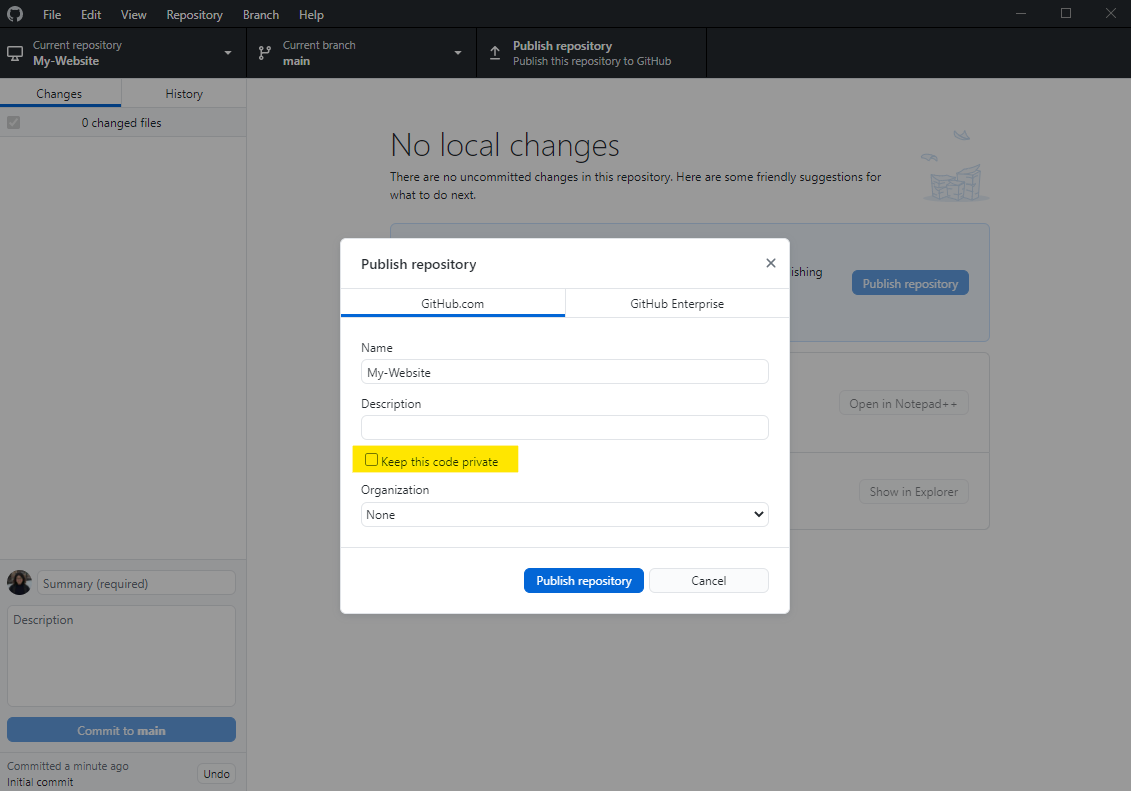 File Edit View Repository Branch Help
Current repository
My-Website
Current branch
main
Publish repository
Publish this repository to GitHub
Changes History
0 changed files
No local changes
There are no uncommitted changes in this repository. Here are some friendly suggestions for
what to do next.
ishing
Publish repository
Open in Notepad++
Show in Explorer
Publish repository
GitHub.com GitHub Enterprise
Name
My-Website
Description
Keep this code private
Organization
None
Publish repository Cancel
Summary (required)
Description
Commit to main
Committed a minute ago
Initial commit
Undo